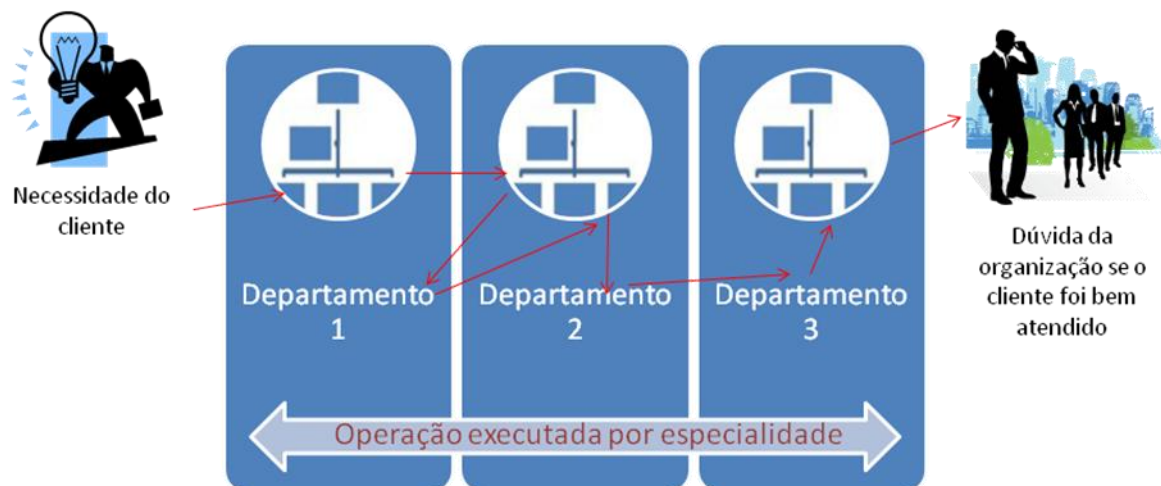 Necessidade do
cliente
Departamento
1
Departamento
2
Departamento
3
Operação executada por especialidade
Dúvida da
organização se o
cliente foi bem
atendido